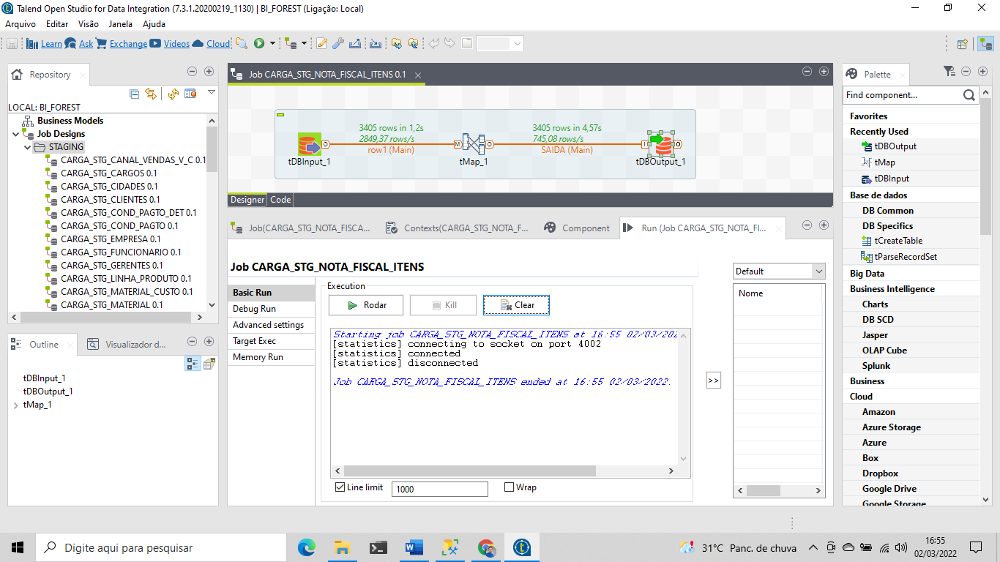 Talend Open Studio for Data Integration (7.3.1.20200219_1130) | BI_FOREST (Ligação: Local)
Arquivo Editar Visão Janela Ajuda
Learn Ask Exchange Videos Cloud
Repository
LOCAL: BI_FOREST
Business Models
Job Designs
STAGING
CARGA_STG_CANAL_VENDAS_V_C 0.1
CARGA_STG_CARGOS 0.1
CARGA_STG_CIDADES 0.1
CARGA_STG_CLIENTES 0.1
CARGA_STG_COND_PAGTO_DET 0.1
CARGA_STG_COND_PAGTO 0.1
CARGA_STG_EMPRESA 0.1
CARGA_STG_FUNCIONARIO 0.1
CARGA_STG_GERENTES 0.1
CARGA_STG_LINHA_PRODUTO 0.1
CARGA_STG_MATERIAL_CUSTO 0.1
CARGA_STG_MATERIAL 0.1
Outline Visualizador d...
tDBInput_1
tDBOutput_1
tMap_1
Job CARGA_STG_NOTA_FISCAL_ITENS 0.1
3405 rows in 1,2s
2849,37 rows/s
row1 (Main)
3405 rows in 4,57s
745,08 rows/s
SAIDA (Main)
tDBInput_1
tMap_1
tDBOutput_1
Designer Code
Job(CARGA_STG_NOTA_FISCA... Contexts(CARGA_STG_NOTA_F... Component Run (Job CARGA_STG_NOTA_FI...
Job CARGA_STG_NOTA_FISCAL_ITENS
Basic Run
Debug Run
Advanced settings
Target Exec
Memory Run
Execution
Rodar Kill Clear
Starting job CARGA_STG_NOTA_FISCAL_ITENS at 16:55 02/03/202
[statistics] connecting to socket on port 4002
[statistics] connected
[statistics] disconnected
Job CARGA_STG_NOTA_FISCAL_ITENS ended at 16:55 02/03/2022.
Line limit 1000 Wrap
>>
Default
Nome
Palette
Find component...
Favorites
Recently Used
tDBOutput
tMap
tDBInput
Base de dados
DB Common
DB Specifics
tCreateTable
tParseRecordSet
Big Data
Business Intelligence
Charts
DB SCD
Jasper
OLAP Cube
Splunk
Business
Cloud
Amazon
Azure Storage
Azure
Box
Dropbox
Google Drive
Google Storage
Digite aqui para pesquisar
31°C Panc. de chuva
16:55
02/03/2022